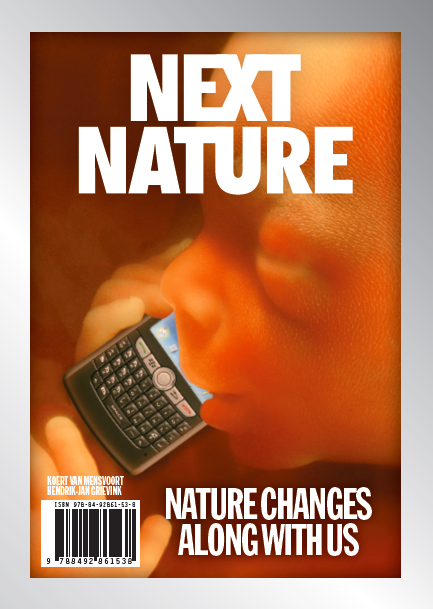 NEXT
NATURE
KOERT VAN MENSVOORT
HENDRIK-JAN GRIEVINK
ISBN 978-84-92861-53-8
9 788492 861538
NATURE CHANGES
ALONG WITH US